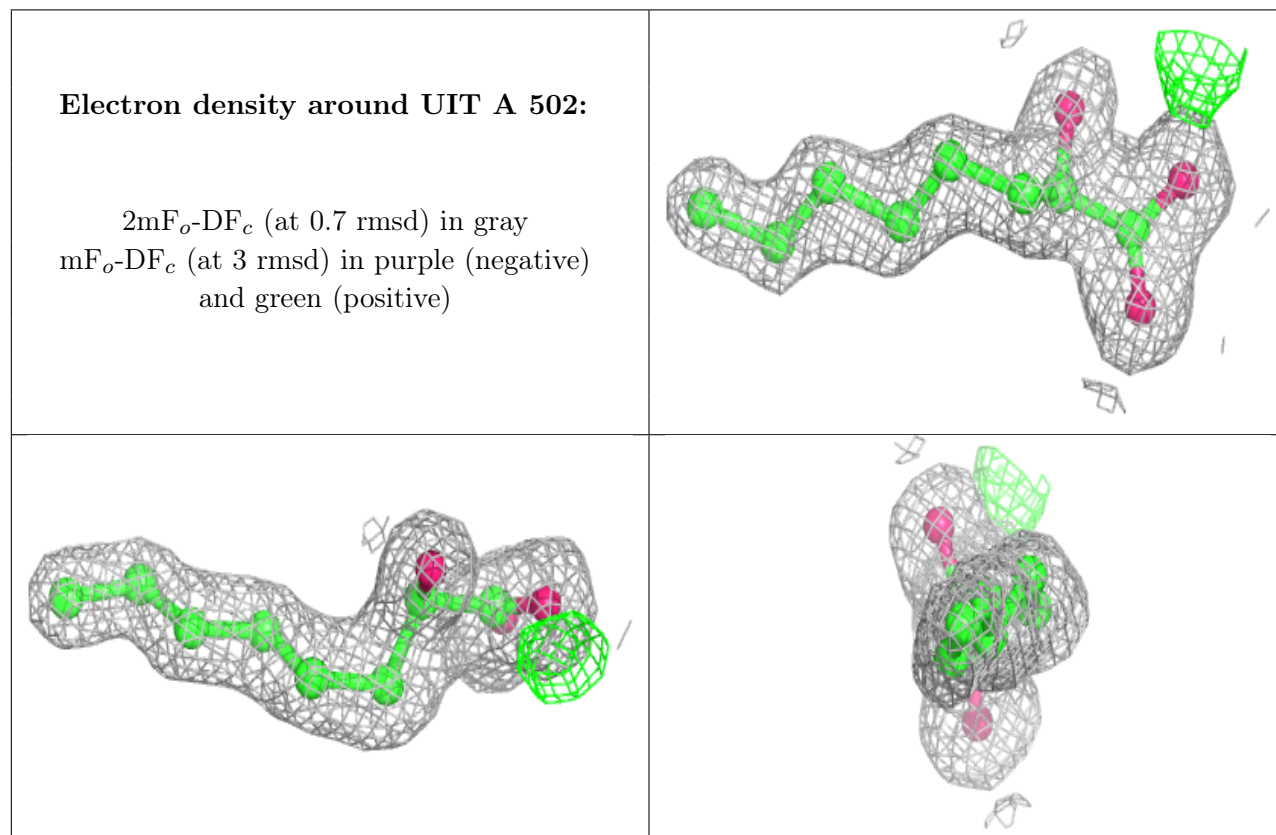 Electron density around UIT A 502:
2mFo-DFc (at 0.7 rmsd) in gray
mFo-DFc (at 3 rmsd) in purple (negative)
and green (positive)